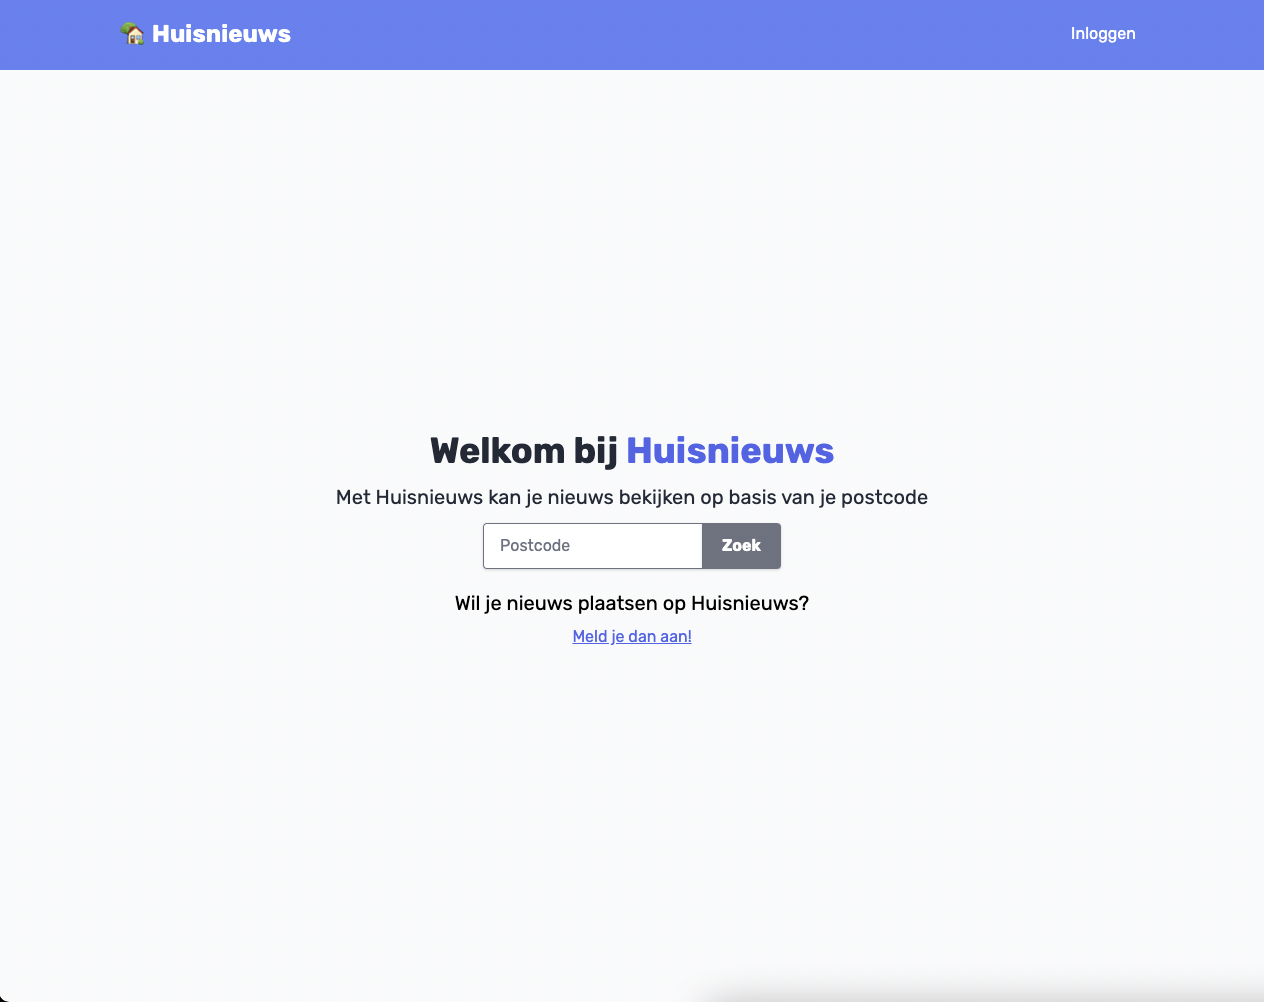 Huisnieuws
Inloggen
Welkom bij Huisnieuws
Met Huisnieuws kan je nieuws bekijken op basis van je postcode
Postcode
Zoek
Wil je nieuws plaatsen op Huisnieuws?
Meld je dan aan!